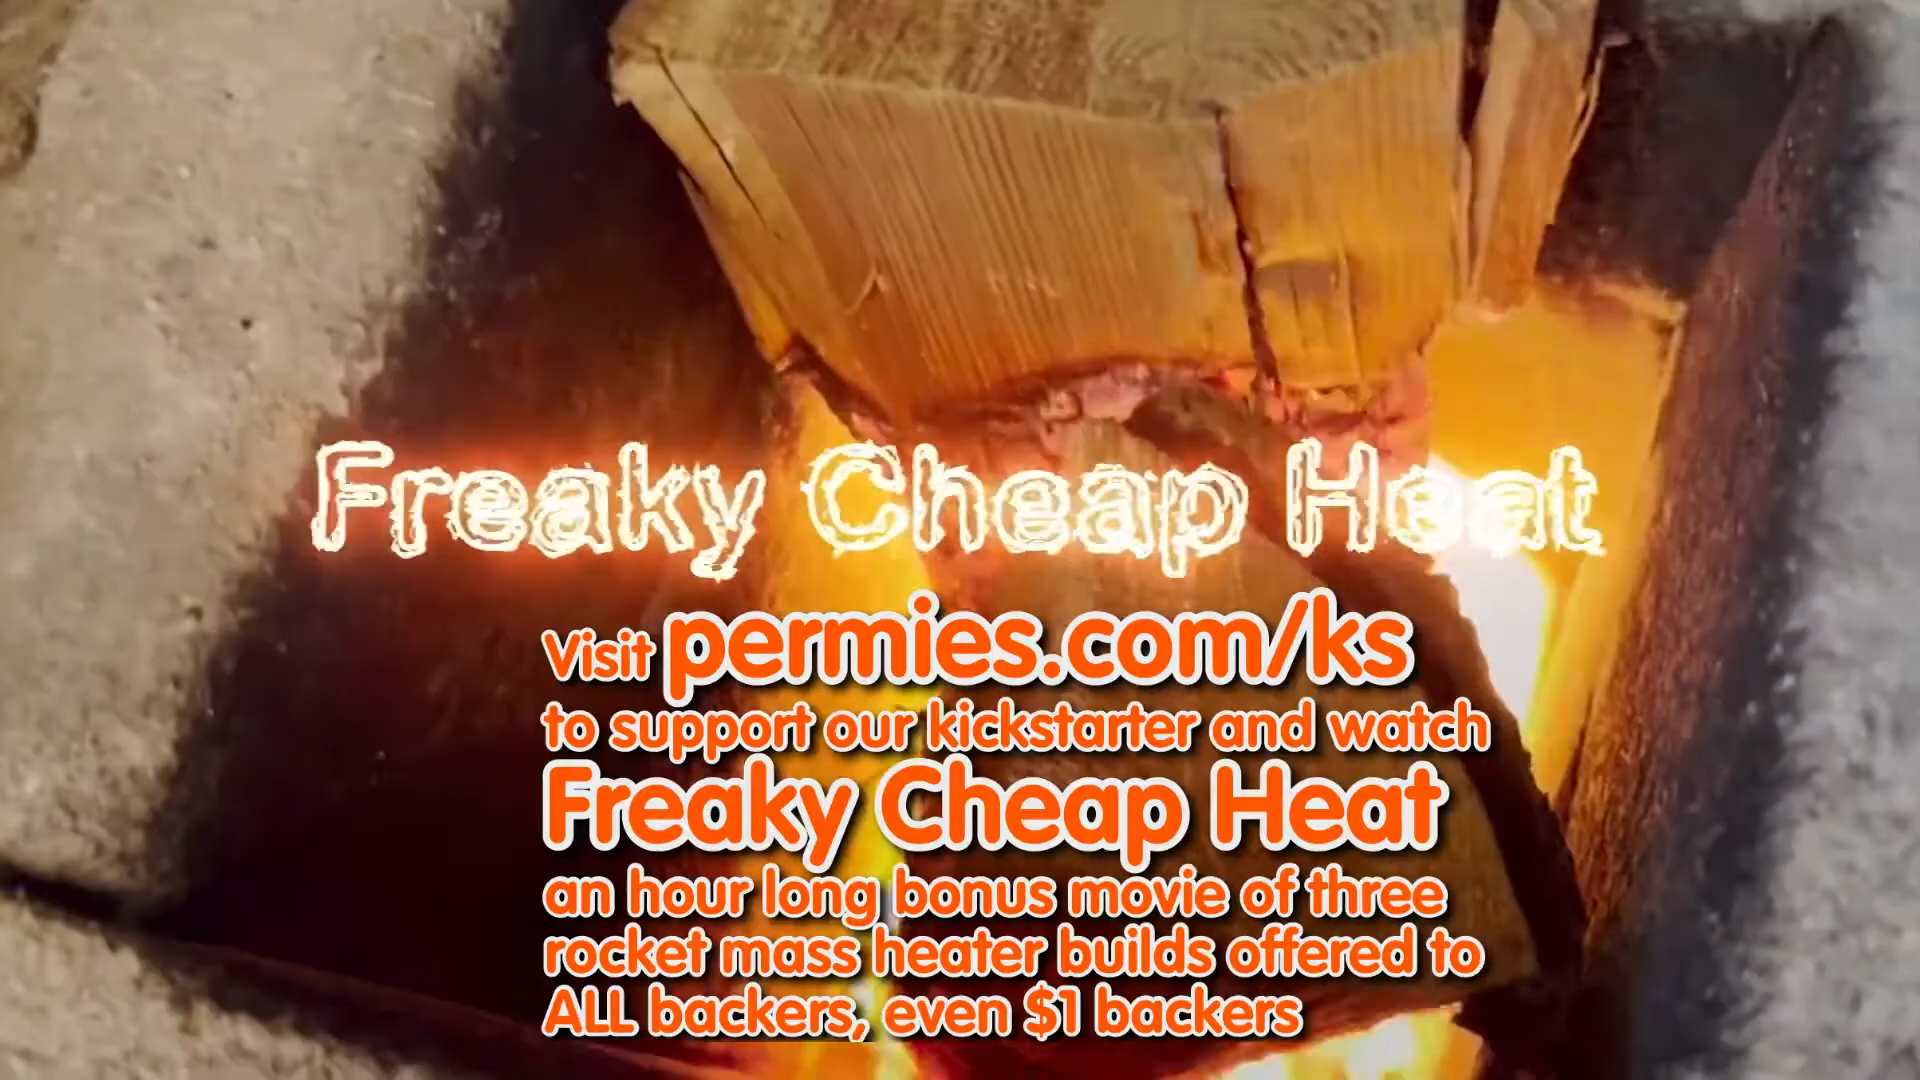 Freaky Cheap Heat
Visit permies.com/ks
to support our kickstarter and watch
Freaky Cheap Heat
an hour long bonus movie of three
rocket mass heater builds offered to
ALL backers, even $1 backers